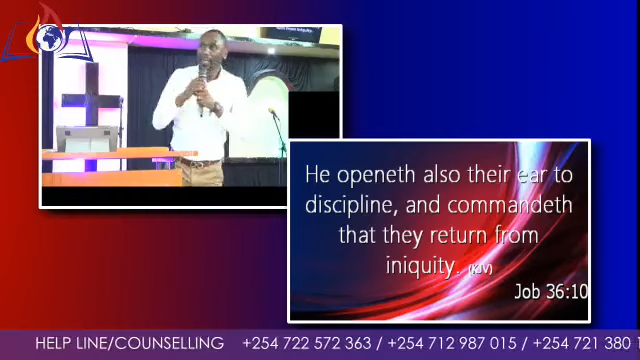 He openeth also their ear to
discipline, and commandeth
that they return from
iniquity. (KJV)
Job 36:10
HELP LINE/COUNSELLING +254 722 572 363 / +254 712 987 015 / +254 721 380